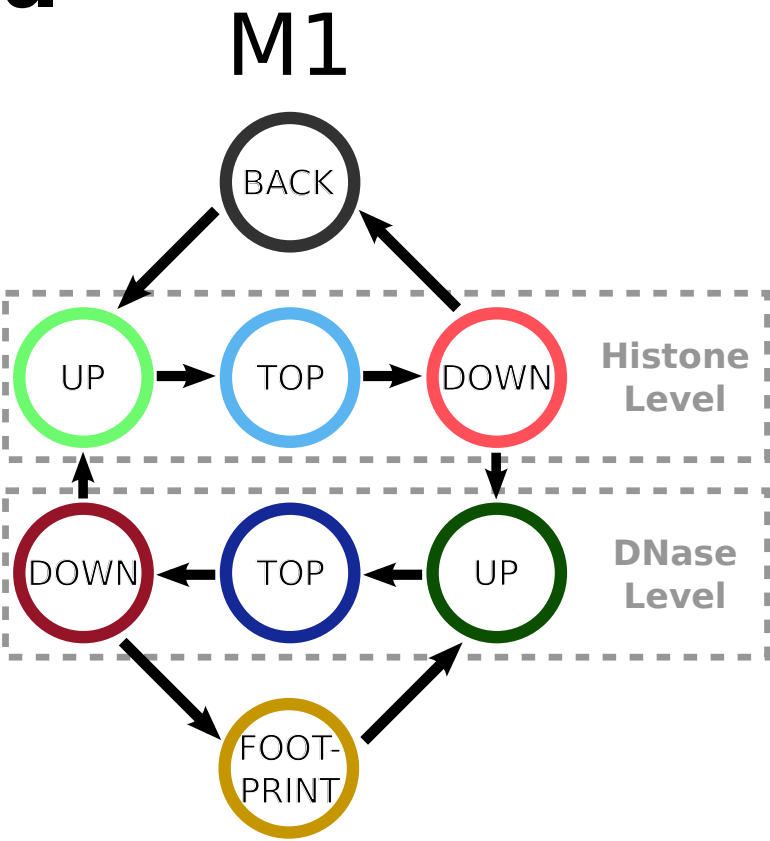 M1
BACK
UP
TOP
DOWN
Histone
Level
DOWN
TOP
UP
DNase
Level
FOOT-
PRINT